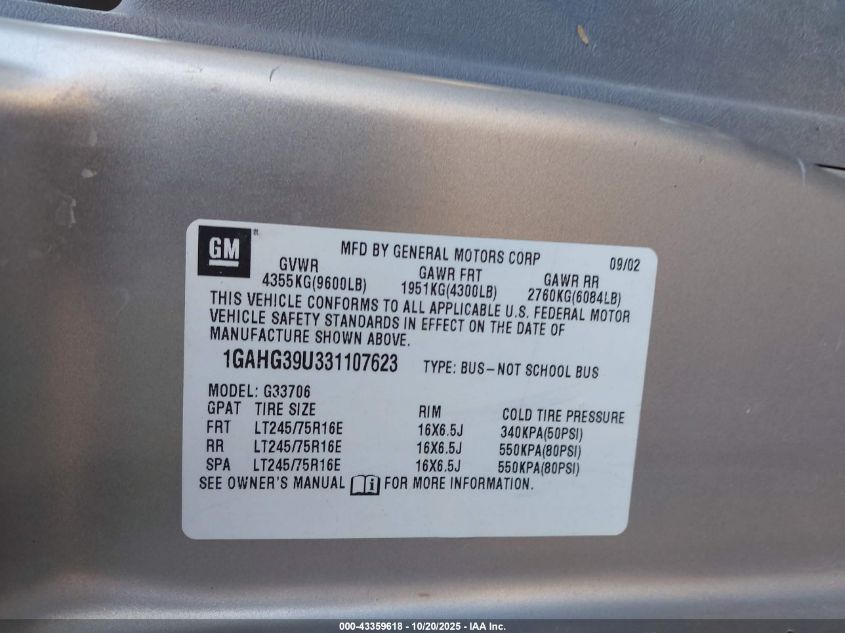 GM ® MFD BY GENERAL MOTORS CORP 09/02
GVWR GAWR FRT GAWR RR
4355KG(9600LB) 1951KG(4300LB) 2760KG(6084LB)
THIS VEHICLE CONFORMS TO ALL APPLICABLE U.S. FEDERAL MOTOR
VEHICLE SAFETY STANDARDS IN EFFECT ON THE DATE OF
MANUFACTURE SHOWN ABOVE.
1GAHG39U331107623 TYPE: BUS-NOT SCHOOL BUS
MODEL: G33706
GPAT TIRE SIZE RIM COLD TIRE PRESSURE
FRT LT245/75R16E 16X6.5J 340KPA(50PSI)
RR LT245/75R16E 16X6.5J 550KPA(80PSI)
SPA LT245/75R16E 16X6.5J 550KPA(80PSI)
SEE OWNER'S MANUAL i FOR MORE INFORMATION.
000-43359618 - 10/20/2025 - IAA Inc.